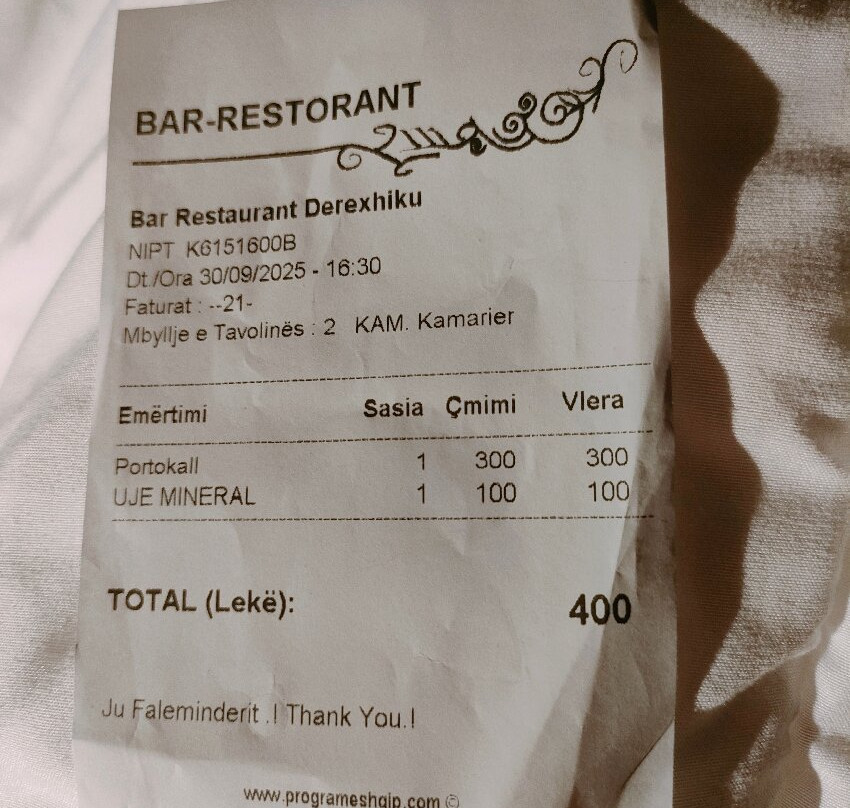 BAR-RESTORANT
Bar Restaurant Derexhiku
NIPT K6151600B
Dt./Ora 30/09/2025 - 16:30
Faturat : --21-
Mbyllje e Tavolinës : 2 KAM. Kamarier
Emërtimi Sasia Çmimi Vlera
Portokall 1 300 300
UJE MINERAL 1 100 100
TOTAL (Lekë): 400
Ju Faleminderit .! Thank You.!
www.programeshqip.com ©